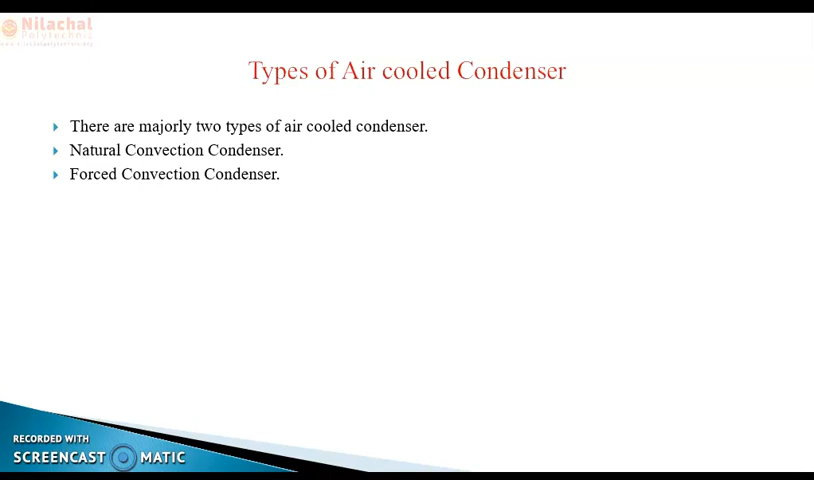 Nilachal
Polytechnic
Types of Air cooled Condenser
There are majorly two types of air cooled condenser.
Natural Convection Condenser.
Forced Convection Condenser.
RECORDED WITH
SCREENCAST MATIC